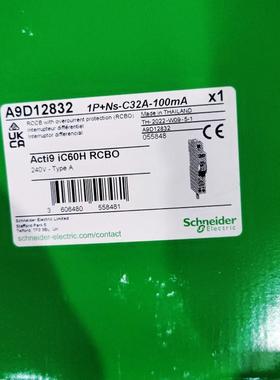 A9D12832 1P+Ns-C32A-100mA x1
RCCB with overcurrent protection (RCBO)
Interrupteur différentiel
Interruptor diferencial
Made in THAILAND
TH-2022-W09-5-1
A9D12832
055848
UK
CA
Acti9 iC60H RCBO
240V - Type A
3 606480 558481
Schneider Electric Limited
Stafford Park 5
Telford, TF3 3BL, UK
Schneider
Electric
schneider-electric.com/contact